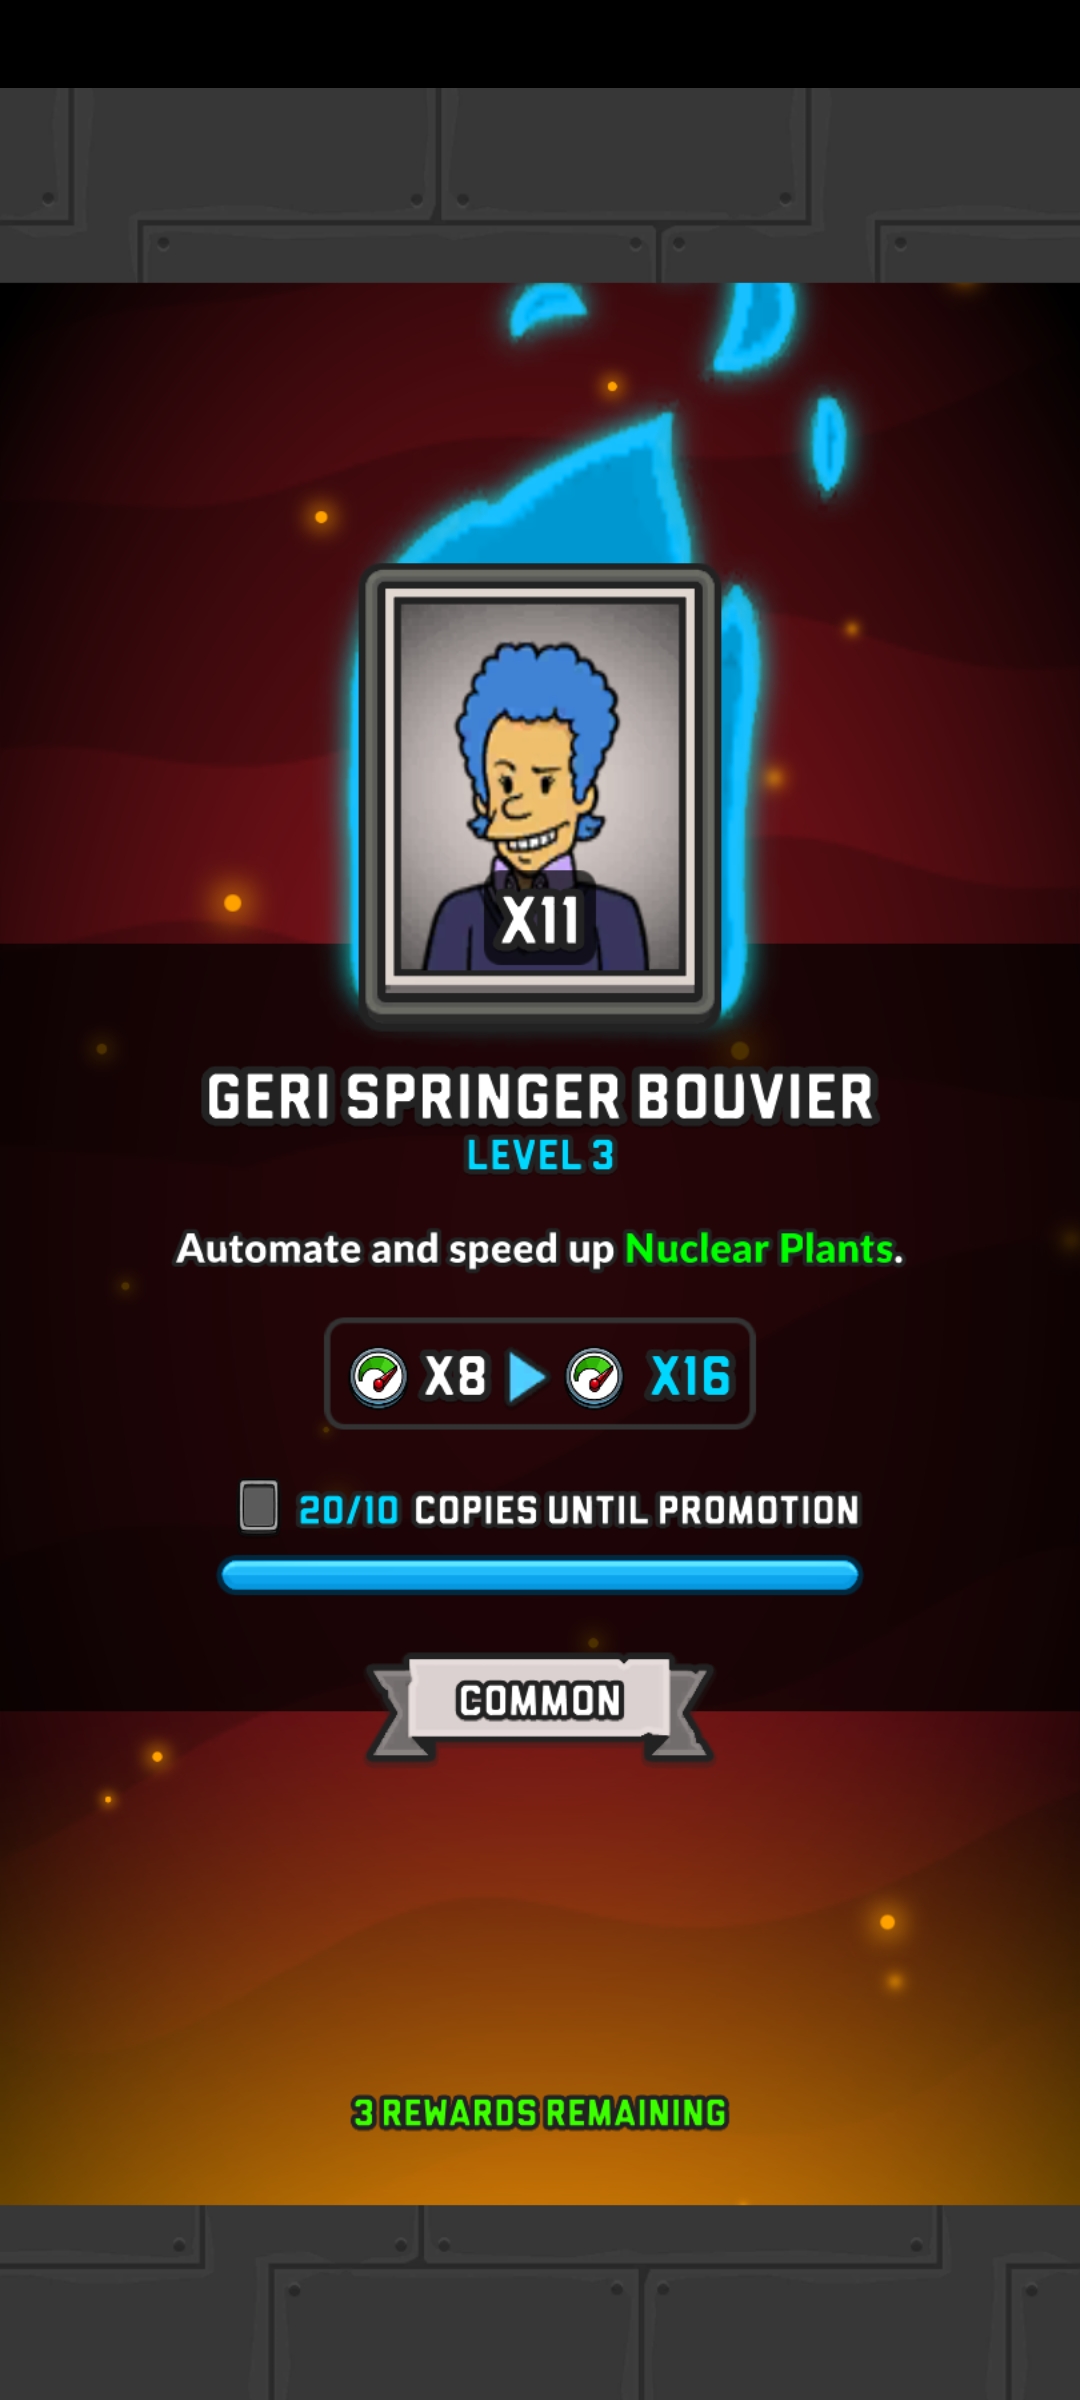 X11
GERI SPRINGER BOUVIER
LEVEL 3
Automate and speed up Nuclear Plants.
X8 X16
20/10 COPIES UNTIL PROMOTION
COMMON
3 REWARDS REMAINING